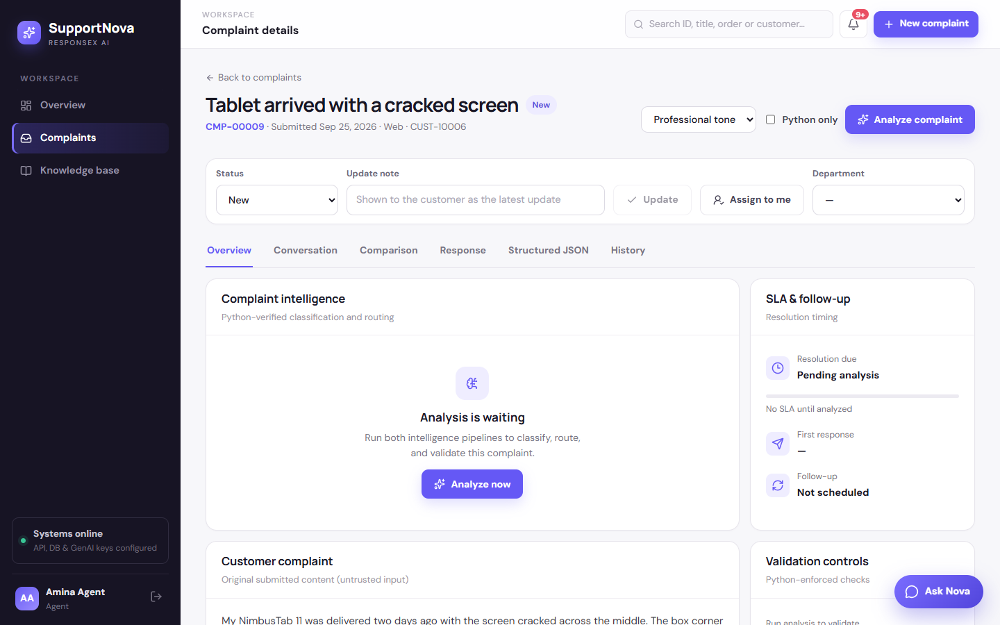 SupportNova
RESPONSEX AI
WORKSPACE
Overview
Complaints
Knowledge base
Systems online
API, DB & GenAI keys configured
AA
Amina Agent
Agent
WORKSPACE
Complaint details
Search ID, title, order or customer...
9+
New complaint
Back to complaints
Tablet arrived with a cracked screen
New
CMP-00009 · Submitted Sep 25, 2026 · Web · CUST-10006
Professional tone
Python only
Analyze complaint
Status
New
Update note
Shown to the customer as the latest update
Update
Assign to me
Department
—
Overview
Conversation
Comparison
Response
Structured JSON
History
Complaint intelligence
Python-verified classification and routing
Analysis is waiting
Run both intelligence pipelines to classify, route,
and validate this complaint.
Analyze now
SLA & follow-up
Resolution timing
Resolution due
Pending analysis
No SLA until analyzed
First response
—
Follow-up
Not scheduled
Customer complaint
Original submitted content (untrusted input)
My NimbusTab 11 was delivered two days ago with the screen cracked across the middle. The box corner
Validation controls
Python-enforced checks
Run analysis to validate
Ask Nova